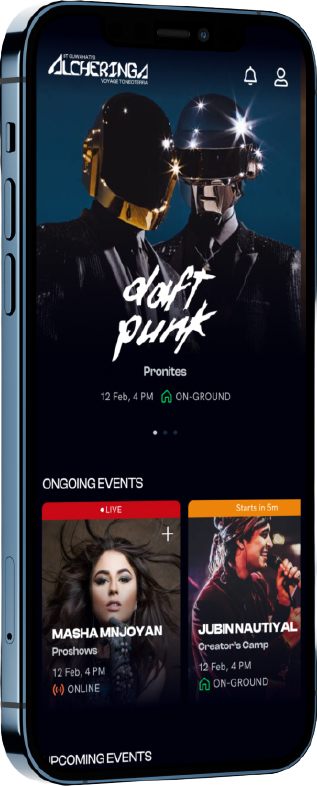 IIT GUWAHATI'S
ALCHERINGA
VOYAGE TO NEOTERRA
daft
punk
Pronites
12 Feb, 4 PM ON-GROUND
ONGOING EVENTS
LIVE
Starts in 5m
MASHA MNJOYAN
Proshows
12 Feb, 4 PM
ONLINE
JUBIN NAUTIYAL
Creator's Camp
12 Feb, 4 PM
ON-GROUND
UPCOMING EVENTS